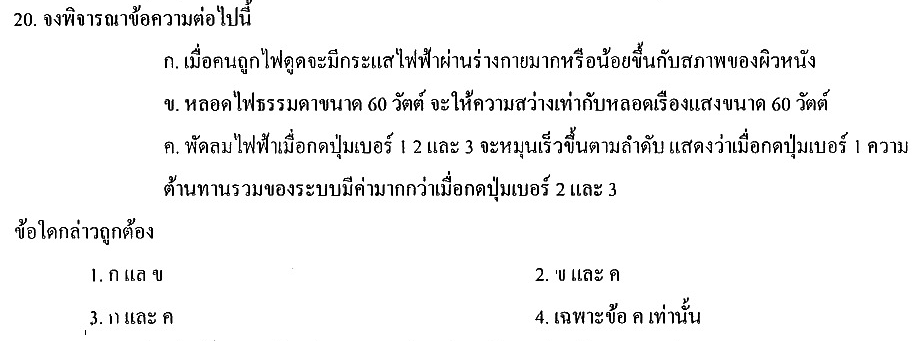 20. จงพิจารณาข้อความต่อไปนี้
ก. เมื่อคนถูกไฟดูดจะมีกระแสไฟฟ้าผ่านร่างกายมากหรือน้อยขึ้นกับสภาพของผิวหนัง
ข. หลอดไฟธรรมดาขนาด 60 วัตต์ จะให้ความสว่างเท่ากับหลอดเรืองแสงขนาด 60 วัตต์
ค. พัดลมไฟฟ้าเมื่อกดปุ่มเบอร์ 1 2 และ 3 จะหมุนเร็วขึ้นตามลำดับ แสดงว่าเมื่อกดปุ่มเบอร์ 1 ความ
ต้านทานรวมของระบบมีค่ามากกว่าเมื่อกดปุ่มเบอร์ 2 และ 3
ข้อใดกล่าวถูกต้อง
1. ก แล ข 2. ข และ ค
3. ก และ ค 4. เฉพาะข้อ ค เท่านั้น